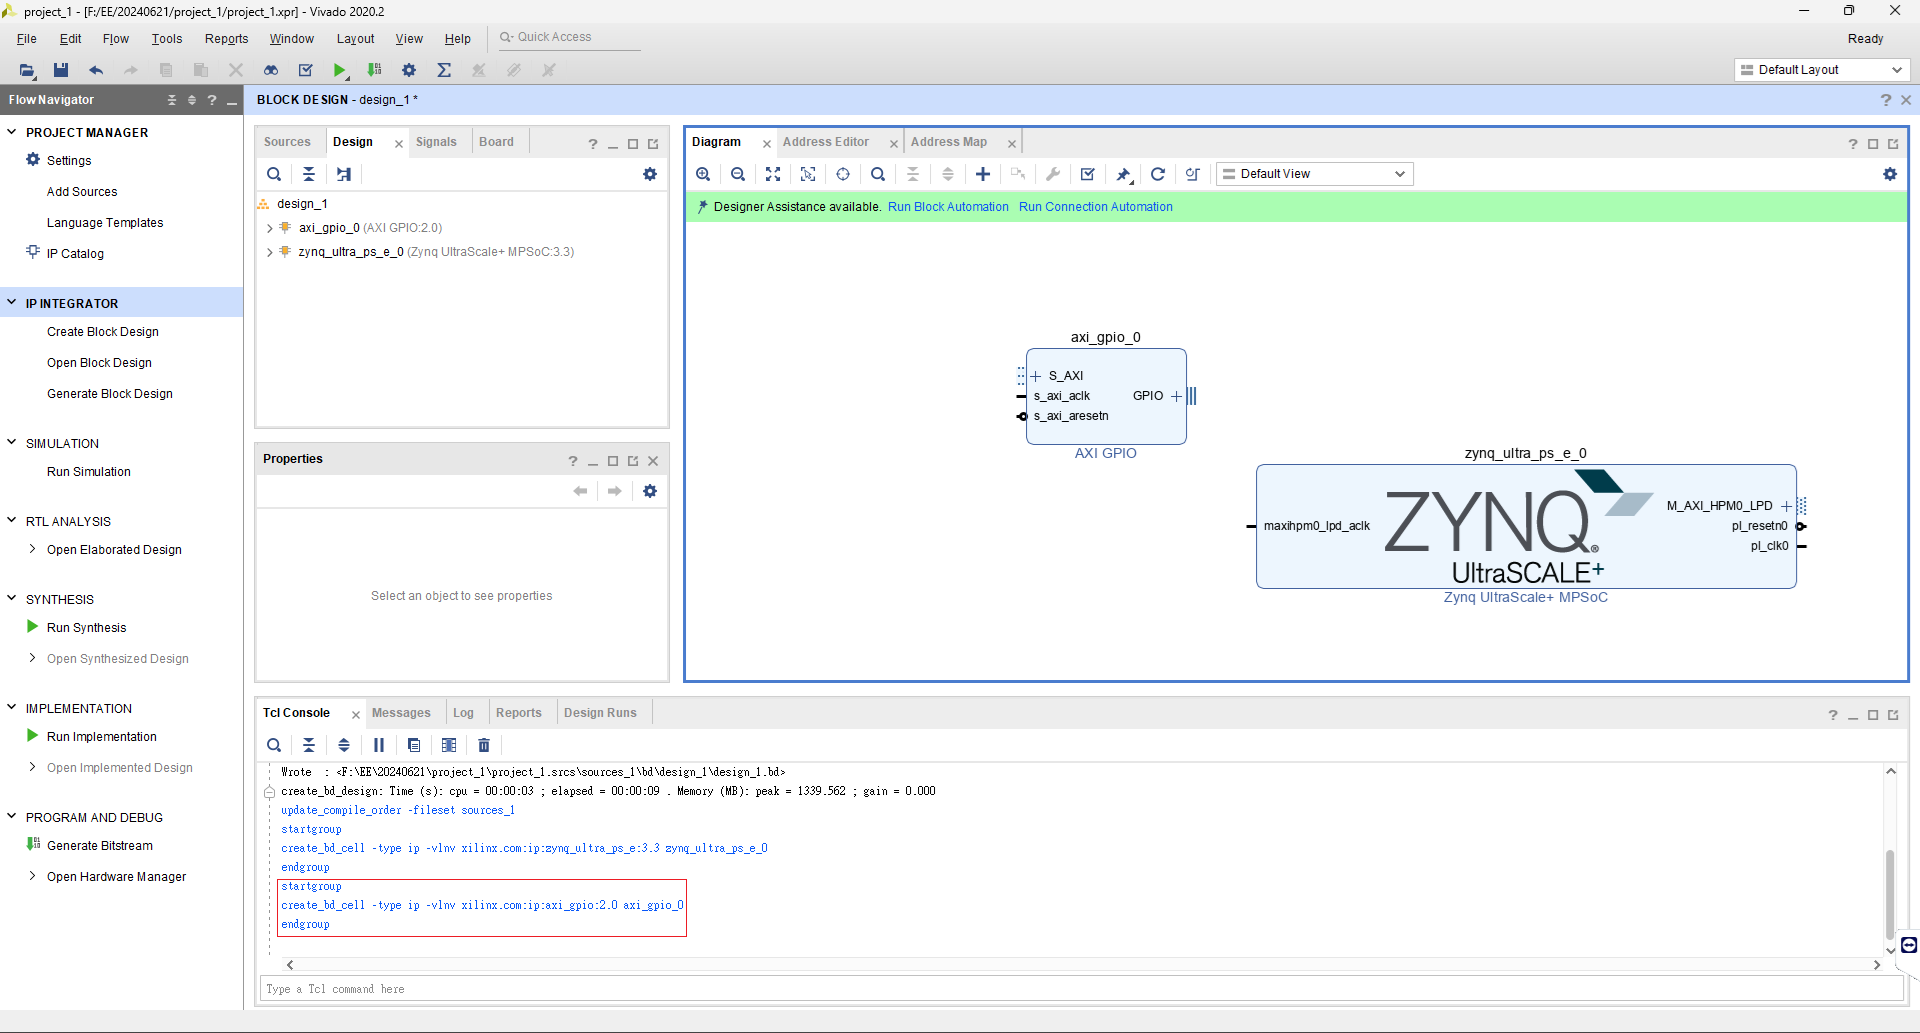 project_1 - [F:/EE/20240621/project_1/project_1.xpr] - Vivado 2020.2
File Edit Flow Tools Reports Window Layout View Help
Quick Access
Ready
Default Layout
Flow Navigator
PROJECT MANAGER
Settings
Add Sources
Language Templates
IP Catalog
IP INTEGRATOR
Create Block Design
Open Block Design
Generate Block Design
SIMULATION
Run Simulation
RTL ANALYSIS
Open Elaborated Design
SYNTHESIS
Run Synthesis
Open Synthesized Design
IMPLEMENTATION
Run Implementation
Open Implemented Design
PROGRAM AND DEBUG
Generate Bitstream
Open Hardware Manager
BLOCK DESIGN - design_1 *
Sources Design Signals Board
design_1
axi_gpio_0 (AXI GPIO:2.0)
zynq_ultra_ps_e_0 (Zynq UltraScale+ MPSoC:3.3)
Properties
Select an object to see properties
Diagram Address Editor Address Map
Default View
Designer Assistance available. Run Block Automation Run Connection Automation
axi_gpio_0
S_AXI
s_axi_aclk
GPIO
s_axi_aresetn
AXI GPIO
zynq_ultra_ps_e_0
maxihpm0_lpd_aclk
ZYNQ®
UltraSCALE+
M_AXI_HPM0_LPD
pl_resetn0
pl_clk0
Zynq UltraScale+ MPSoC
Tcl Console Messages Log Reports Design Runs
Wrote  : <F:\EE\20240621\project_1\project_1.srcs\sources_1\bd\design_1\design_1.bd>
create_bd_design: Time (s): cpu = 00:00:03 ; elapsed = 00:00:09 . Memory (MB): peak = 1339.562 ; gain = 0.000
update_compile_order -fileset sources_1
startgroup
create_bd_cell -type ip -vlnv xilinx.com:ip:zynq_ultra_ps_e:3.3 zynq_ultra_ps_e_0
endgroup
startgroup
create_bd_cell -type ip -vlnv xilinx.com:ip:axi_gpio:2.0 axi_gpio_0
endgroup
Type a Tcl command here